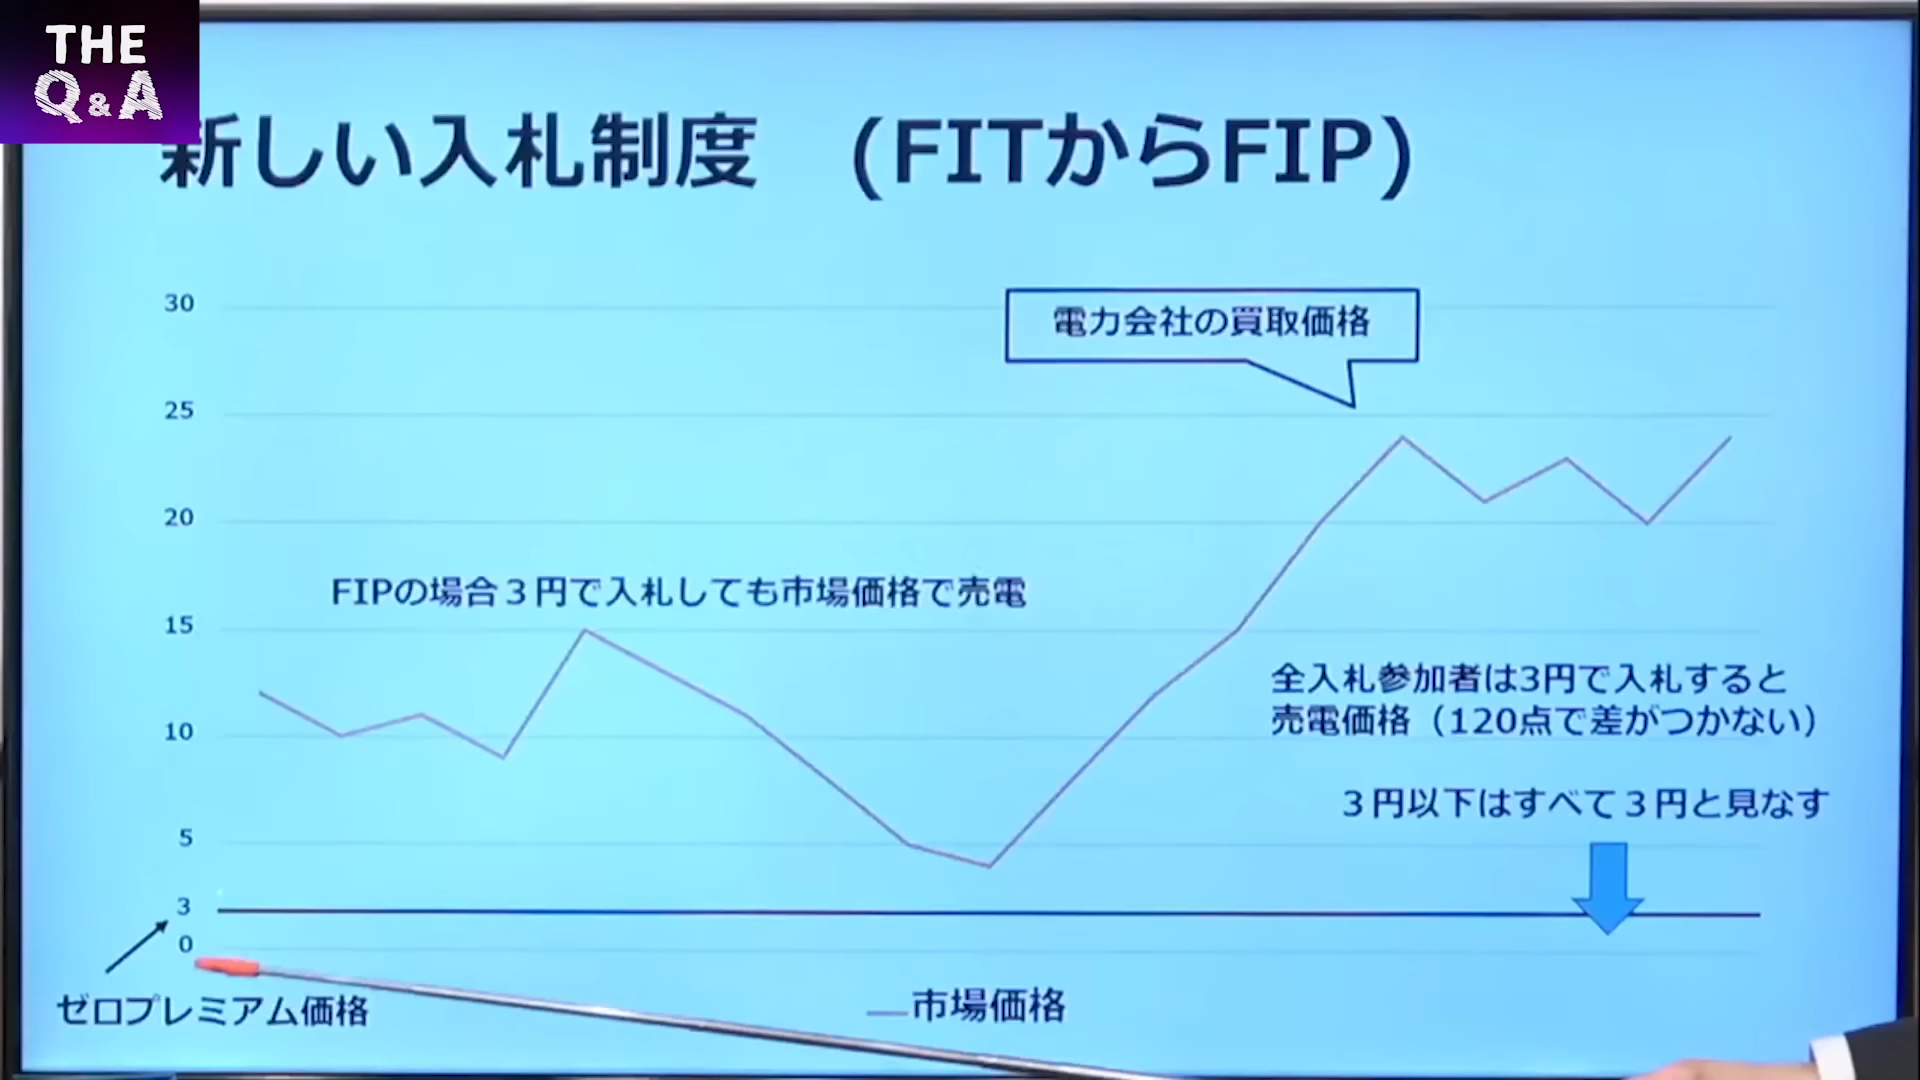 THE
Q&A
新しい入札制度 (FITからFIP)
30
電力会社の買取価格
25
20
FIPの場合３円で入札しても市場価格で売電
15
全入札参加者は3円で入札すると
売電価格（120点で差がつかない）
10
３円以下はすべて３円と見なす
5
3
0
ゼロプレミアム価格
市場価格